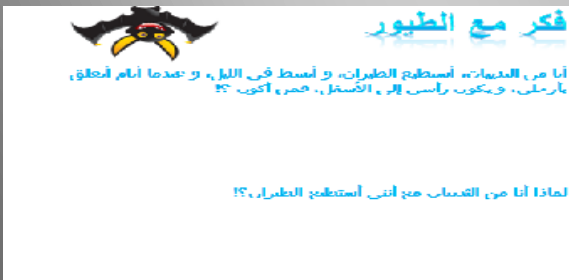 فكر مع الطيور
أنا من الثدييات، أستطيع الطيران، و أنشط في الليل، و عندما أنام أتعلق
بأرجلي، و يكون رأسي إلى الأسفل، فمن أكون ؟!
لماذا أنا من الثدييات مع أنني أستطيع الطيران؟!